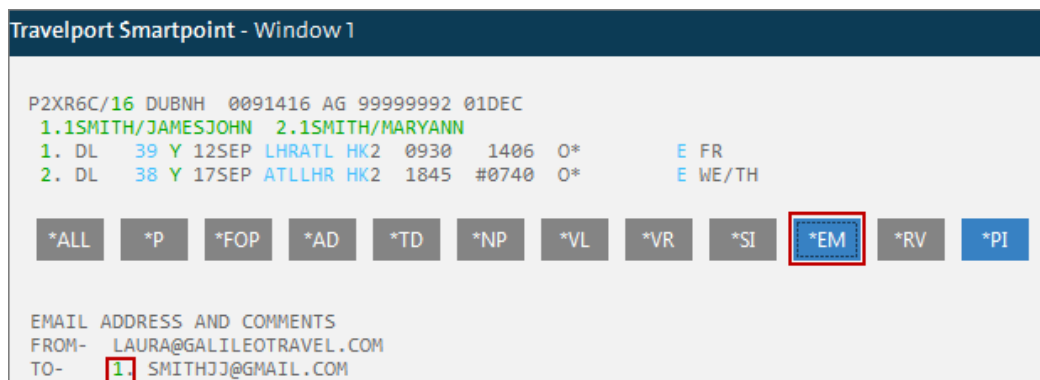 Travelport Smartpoint - Window 1
P2XR6C/16 DUBNH 0091416 AG 99999992 01DEC
1.1SMITH/JAMESJOHN 2.1SMITH/MARYANN
1. DL 39 Y 12SEP LHRATL HK2 0930 1406 O* E FR
2. DL 38 Y 17SEP ATLLHR HK2 1845 #0740 O* E WE/TH
*ALL *P *FOP *AD *TD *NP *VL *VR *SI *EM *RV *PI
EMAIL ADDRESS AND COMMENTS
FROM- LAURA@GALILEOTRAVEL.COM
TO- 1. SMITHJJ@GMAIL.COM